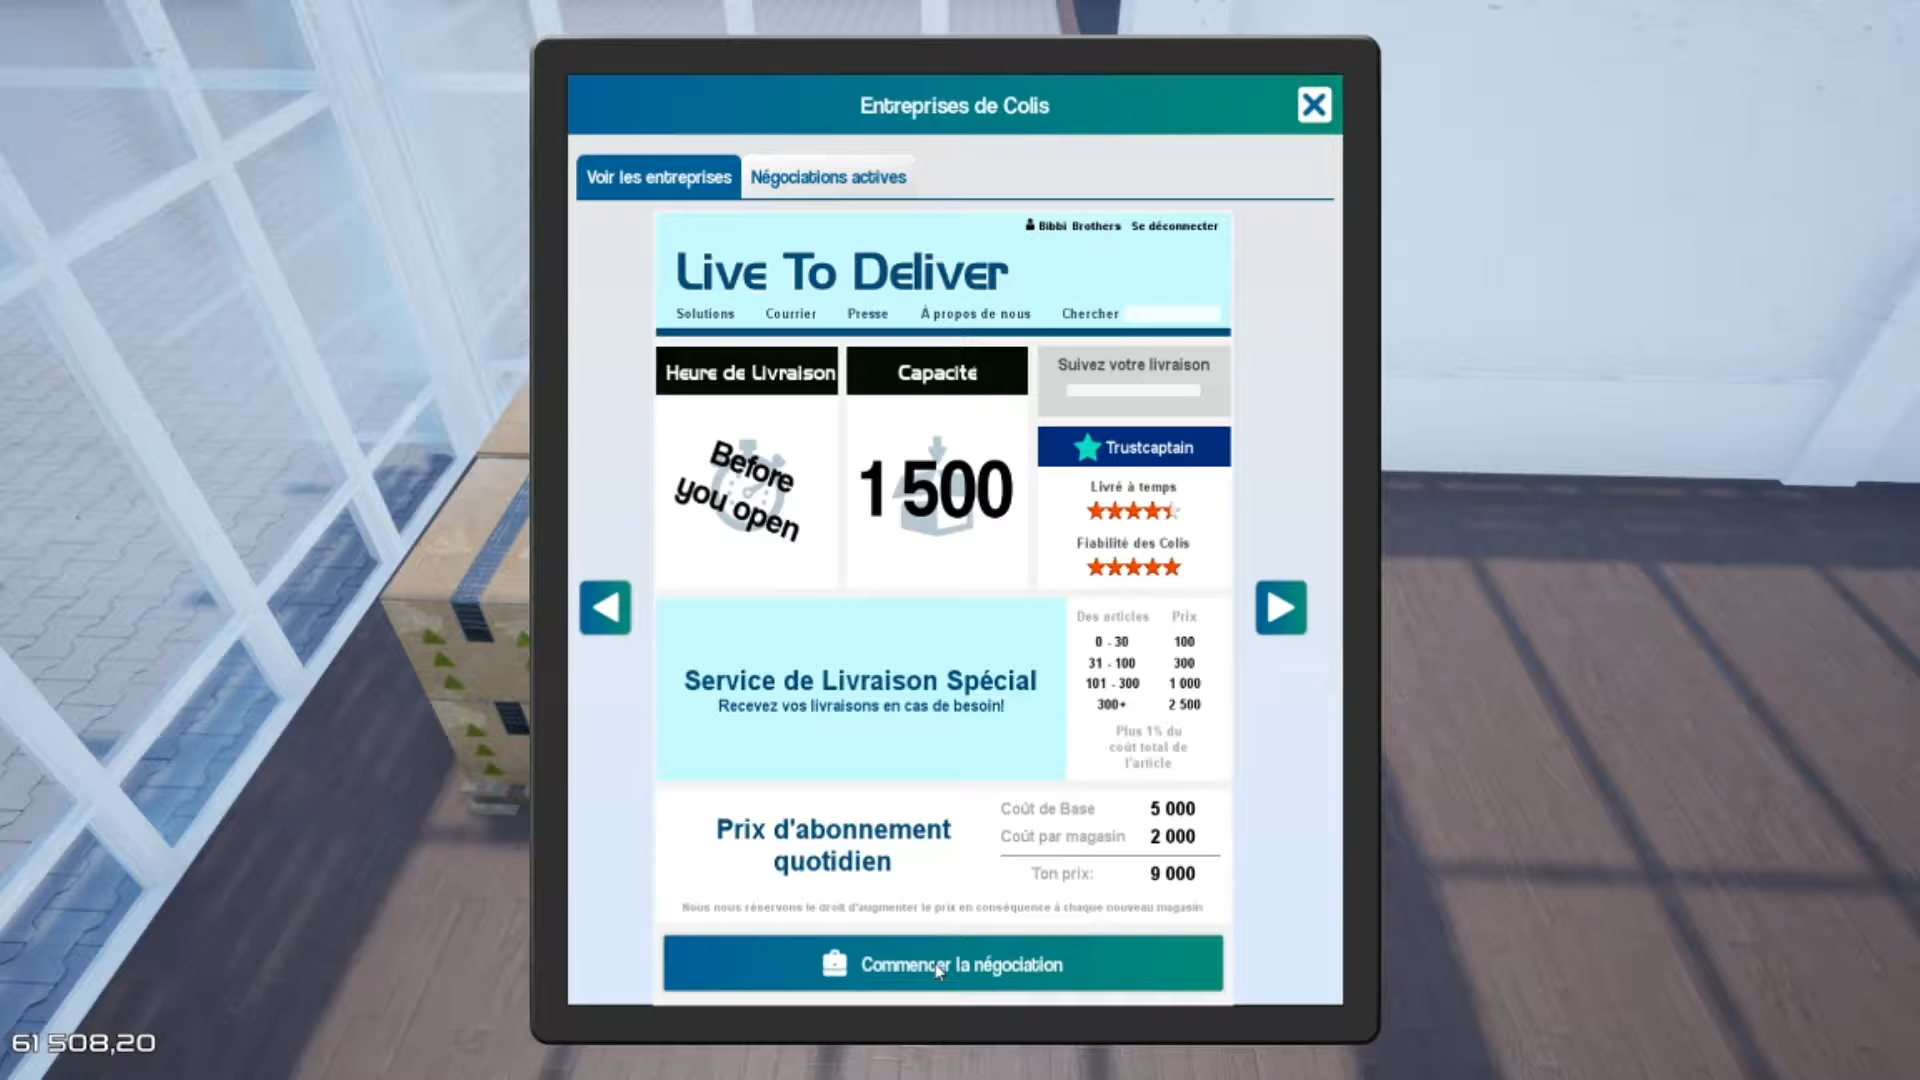 Entreprises de Colis
Voir les entreprises
Négociations actives
Bibbi Brothers Se déconnecter
Live To Deliver
Solutions Courrier Presse À propos de nous Chercher
Heure de Livraison
Capacité
Suivez votre livraison
Before
you open
1 500
Trustcaptain
Livré à temps
Fiabilité des Colis
Service de Livraison Spécial
Recevez vos livraisons en cas de besoin!
Des articles Prix
0 - 30 100
31 - 100 300
101 - 300 1 000
300+ 2 500
Plus 1% du
coût total de
l'article
Prix d'abonnement
quotidien
Coût de Base 5 000
Coût par magasin 2 000
Ton prix: 9 000
Nous nous réservons le droit d'augmenter le prix en conséquence à chaque nouveau magasin
Commencer la négociation
61 508,20